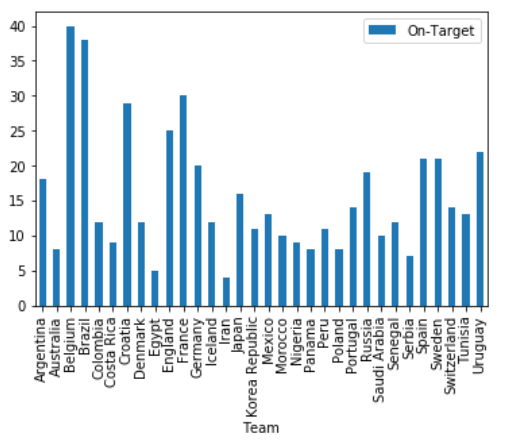 On-Target
40
35
30
25
20
15
10
5
0
Argentina
Australia
Belgium
Brazil
Colombia
Costa Rica
Croatia
Denmark
Egypt
England
France
Germany
Iceland
Iran
Japan
Korea Republic
Mexico
Morocco
Nigeria
Panama
Peru
Poland
Portugal
Russia
Saudi Arabia
Senegal
Serbia
Spain
Sweden
Switzerland
Tunisia
Uruguay
Team